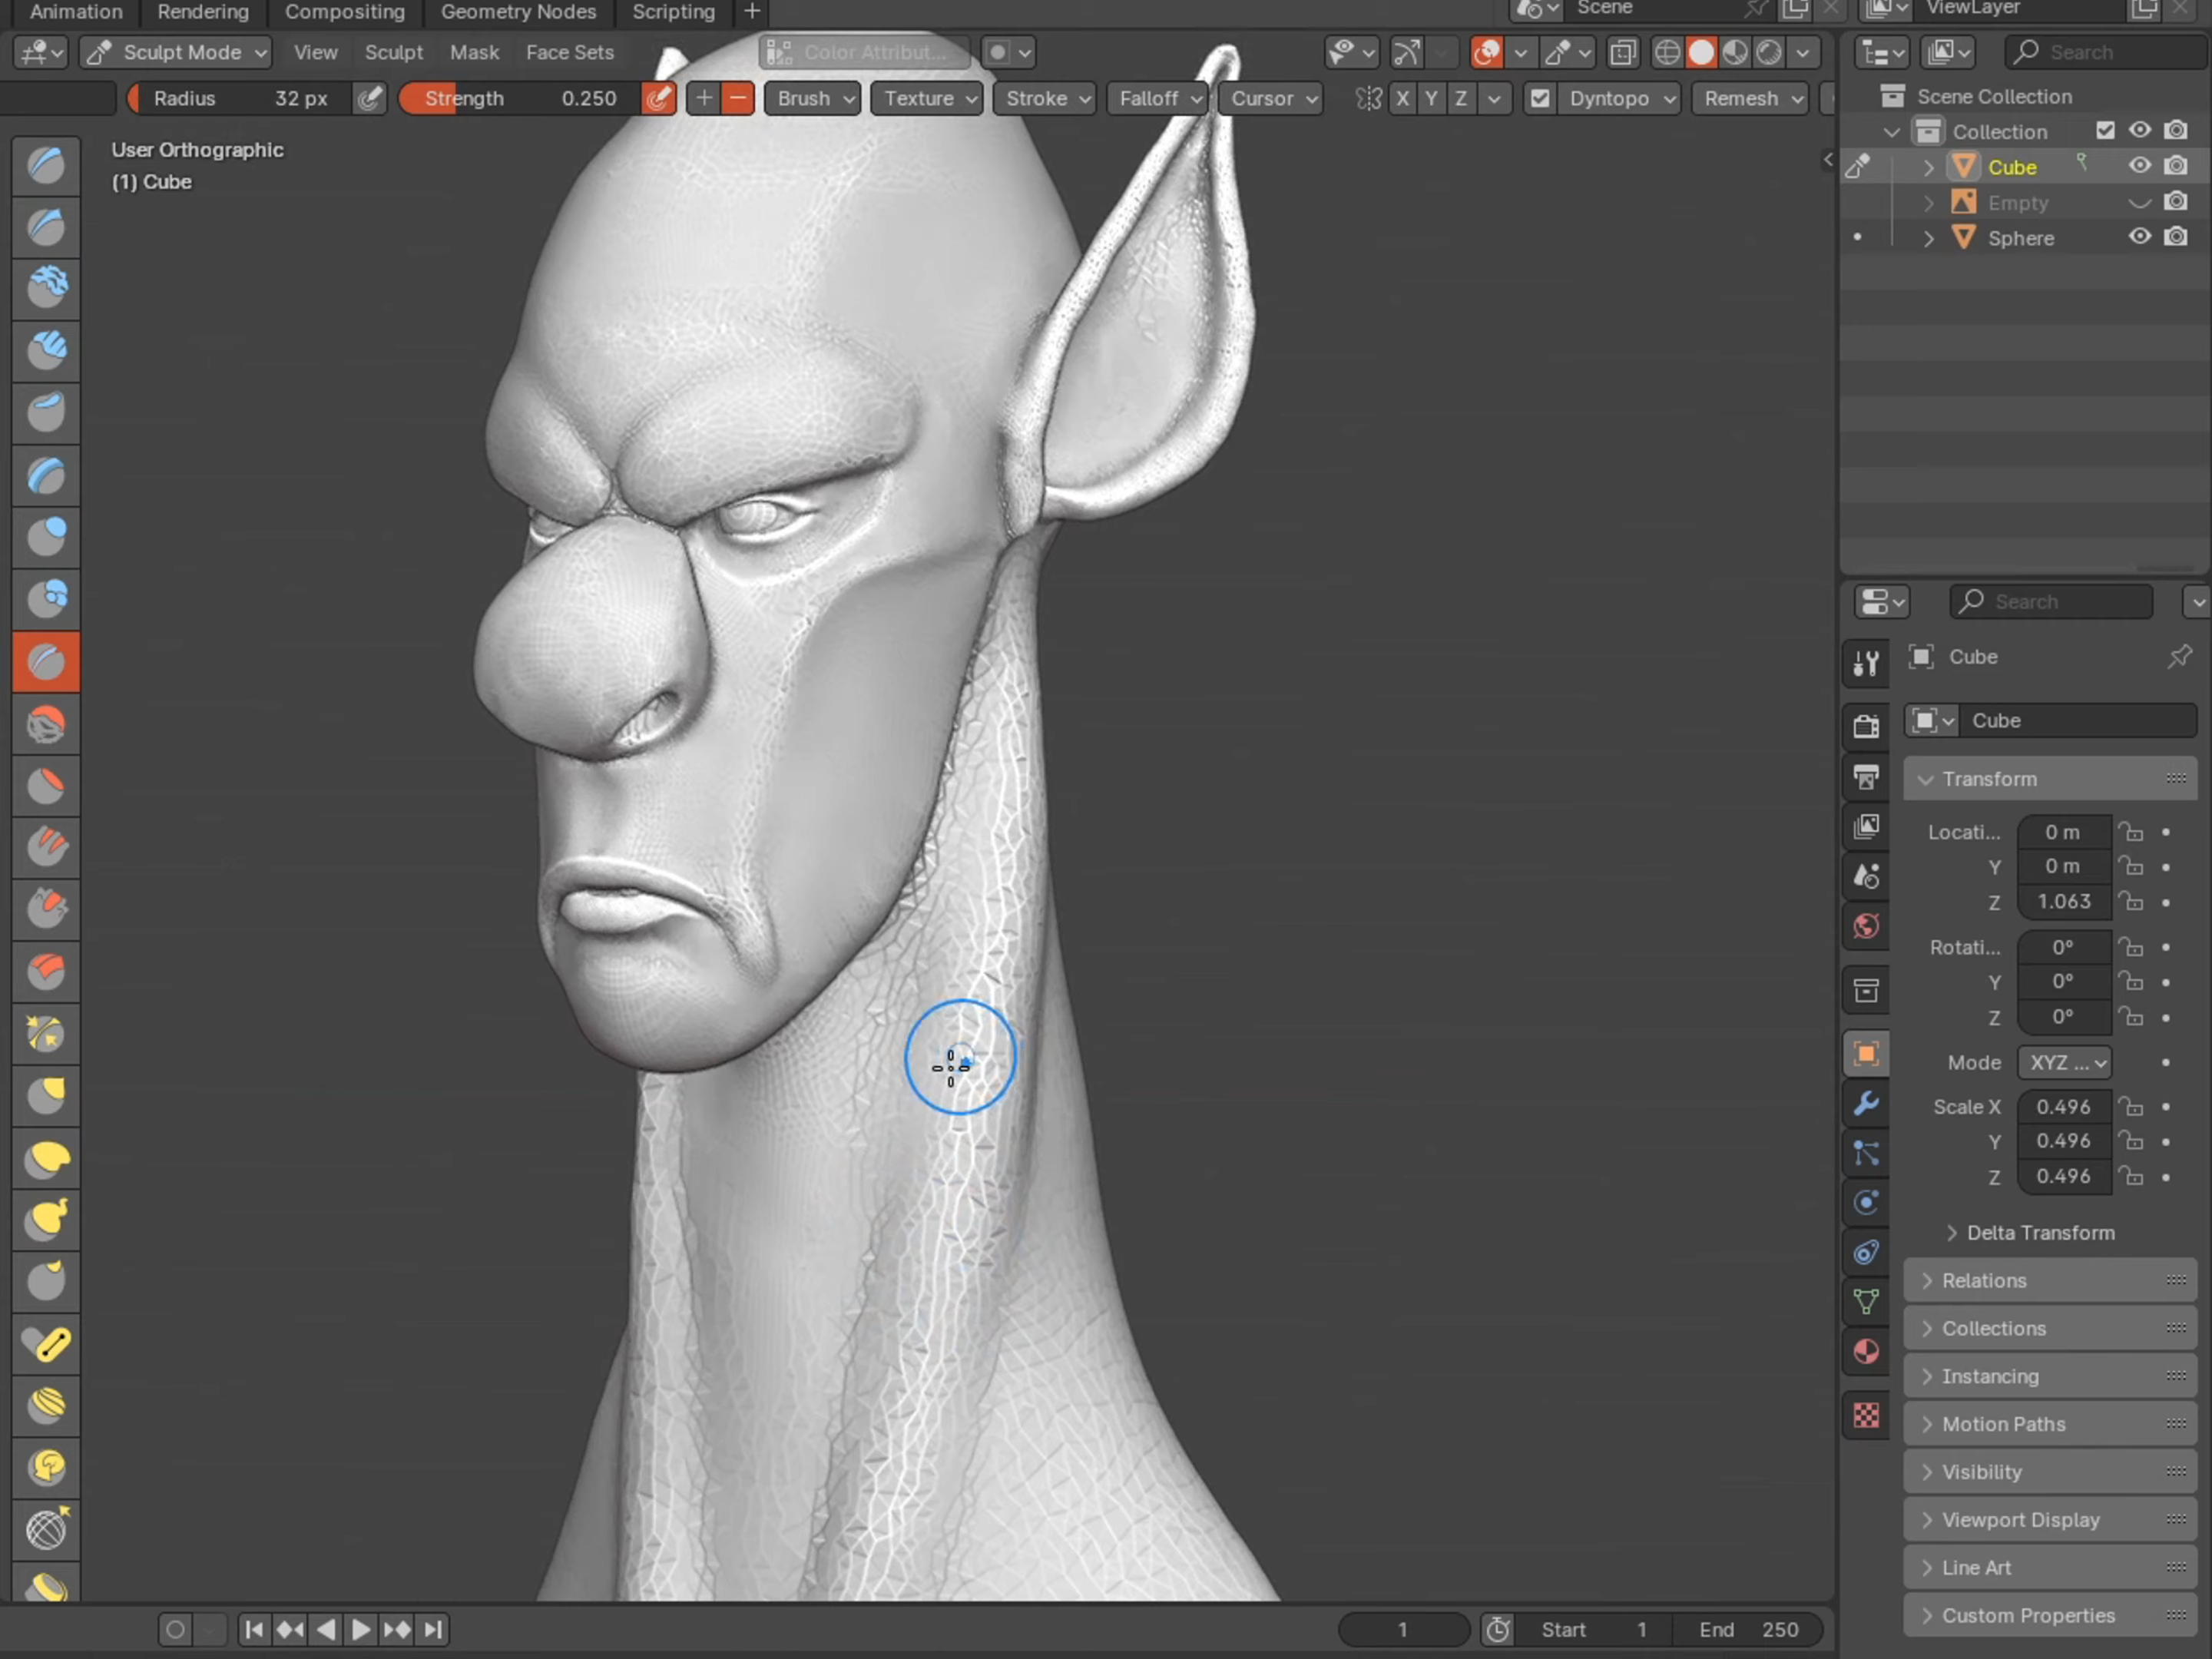 Animation Rendering Compositing Geometry Nodes Scripting + Scene ViewLayer
Sculpt Mode View Sculpt Mask Face Sets Color Attribut... Search
Radius 32 px Strength 0.250 + − Brush Texture Stroke Falloff Cursor X Y Z Dyntopo Remesh
User Orthographic
(1) Cube
Scene Collection
Collection
Cube
Empty
Sphere
Search
Cube
Cube
Transform
Locati... 0 m
Y 0 m
Z 1.063
Rotati... 0°
Y 0°
Z 0°
Mode XYZ ...
Scale X 0.496
Y 0.496
Z 0.496
Delta Transform
Relations
Collections
Instancing
Motion Paths
Visibility
Viewport Display
Line Art
Custom Properties
1 Start 1 End 250